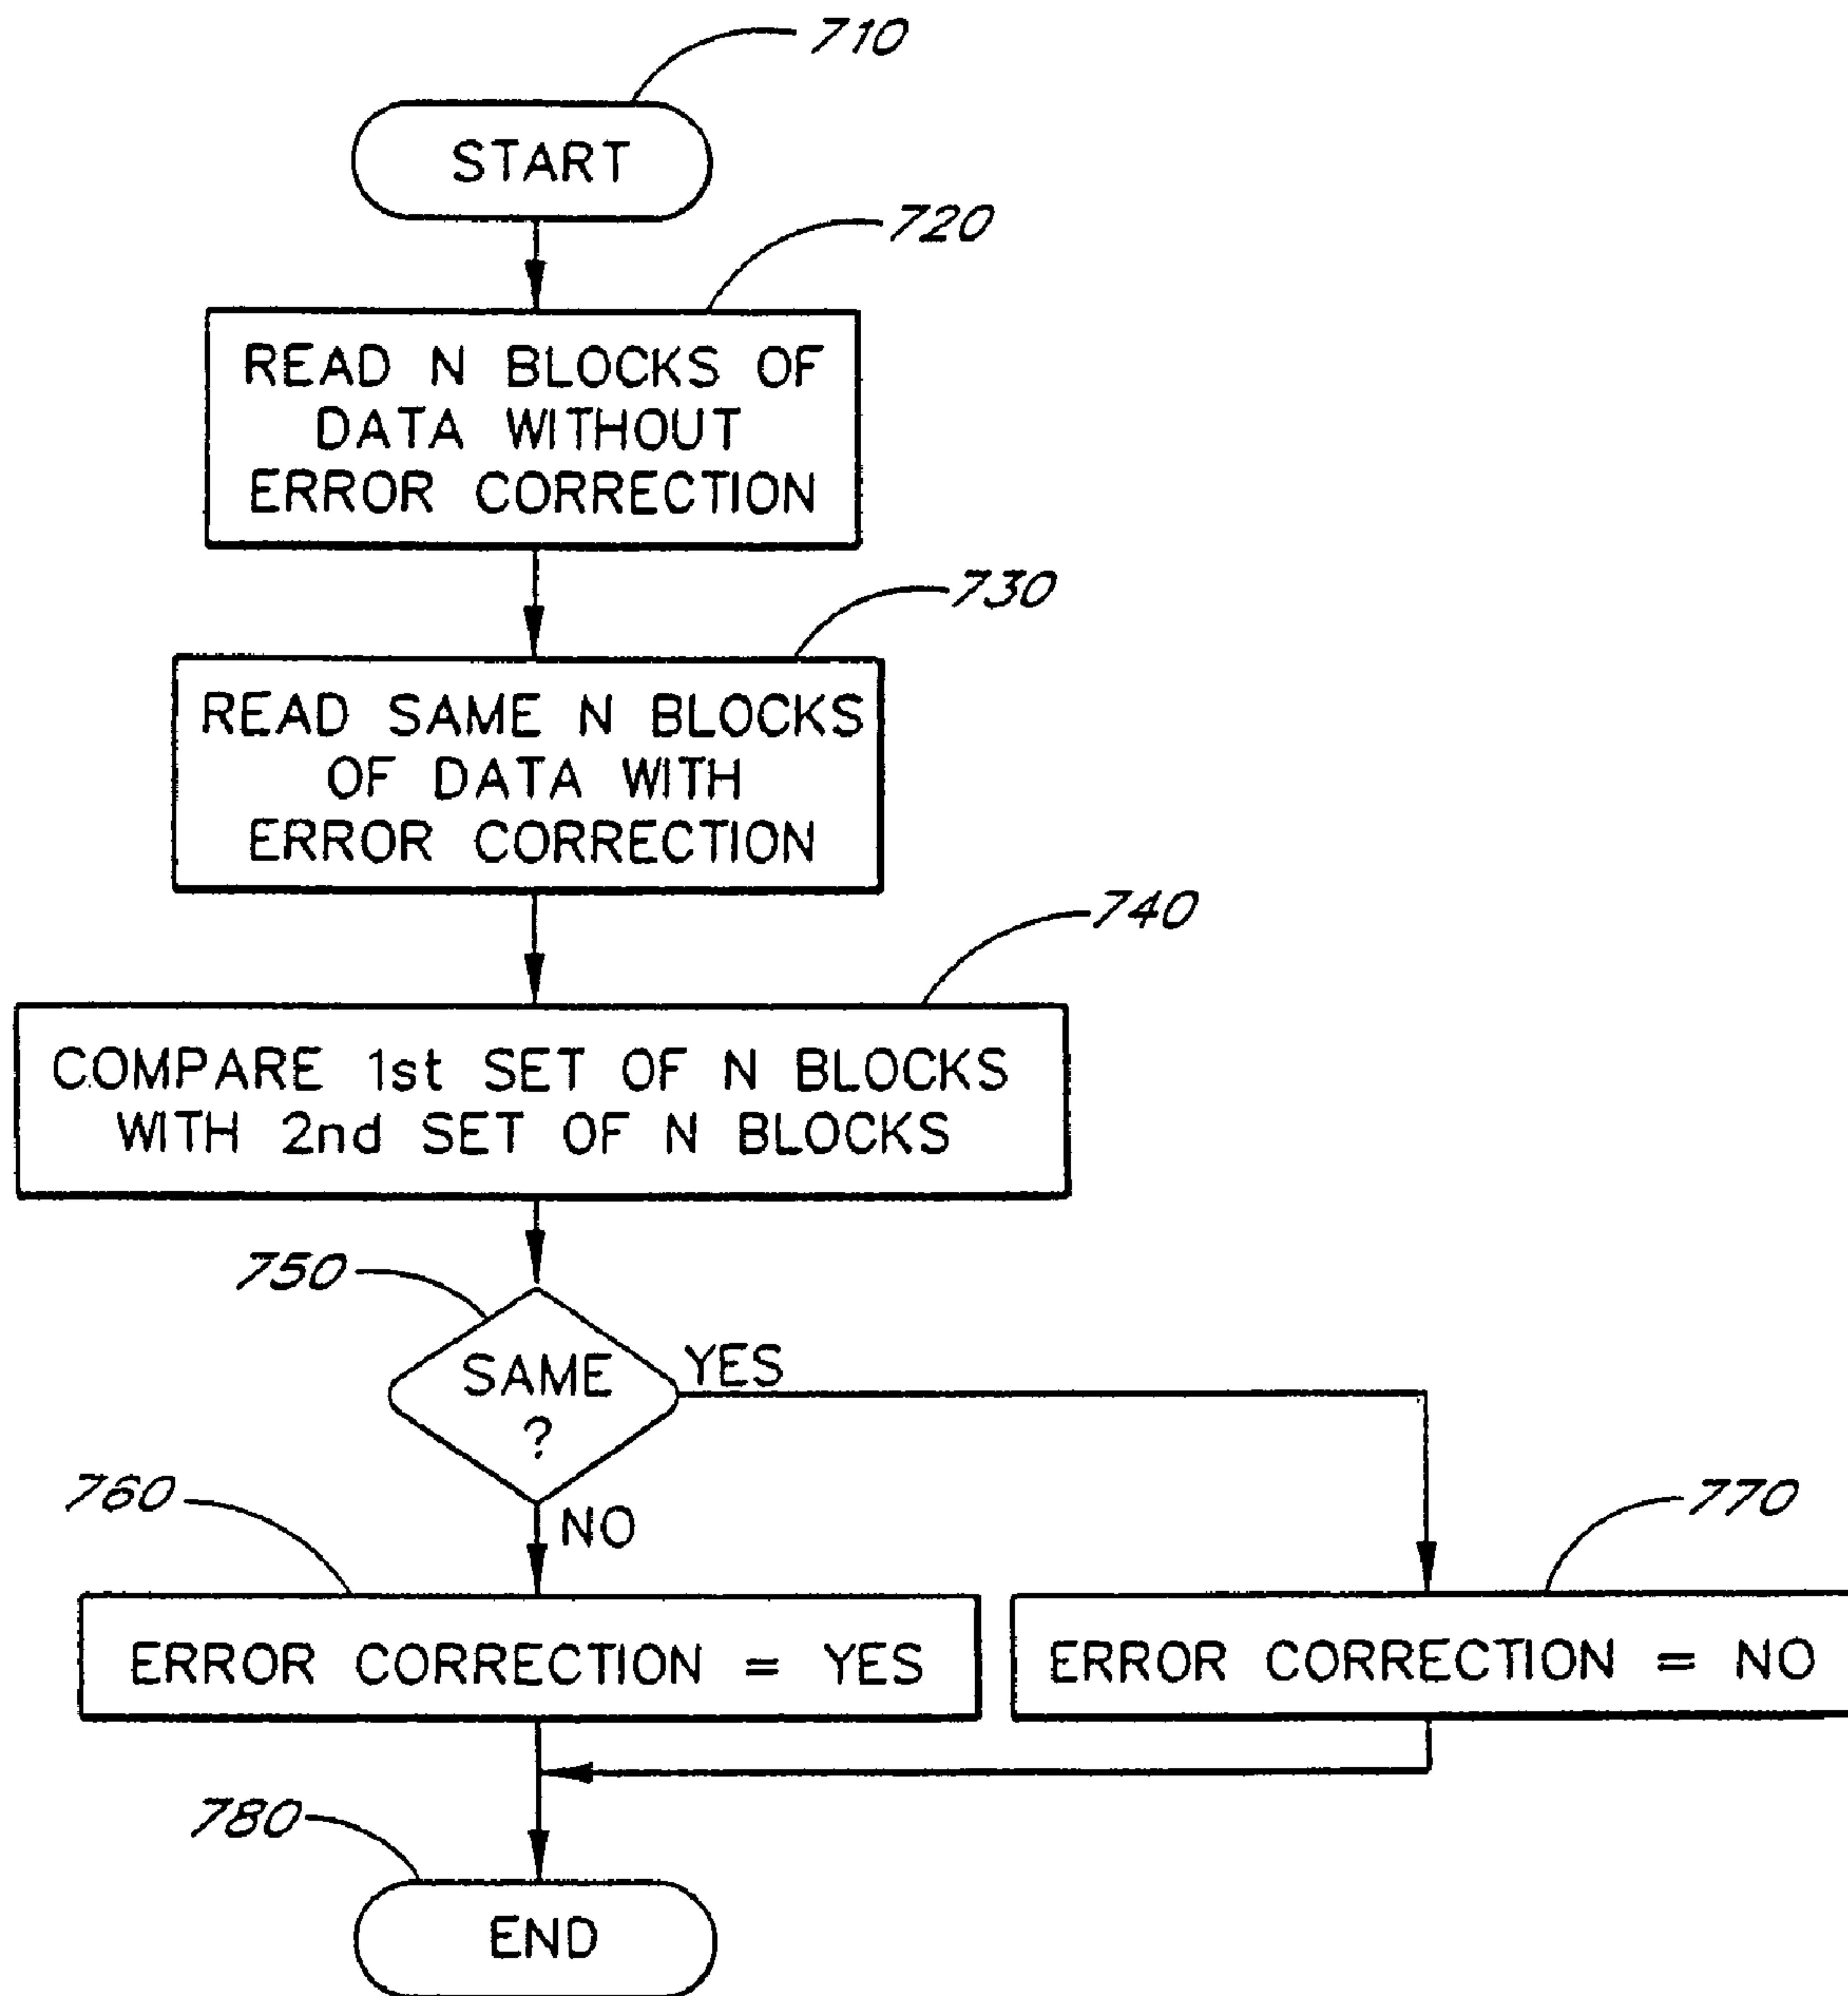 710
START
720
READ N BLOCKS OF
DATA WITHOUT
ERROR CORRECTION
730
READ SAME N BLOCKS
OF DATA WITH
ERROR CORRECTION
740
COMPARE 1st SET OF N BLOCKS
WITH 2nd SET OF N BLOCKS
750
SAME
?
YES
NO
760
ERROR CORRECTION = YES
770
ERROR CORRECTION = NO
780
END